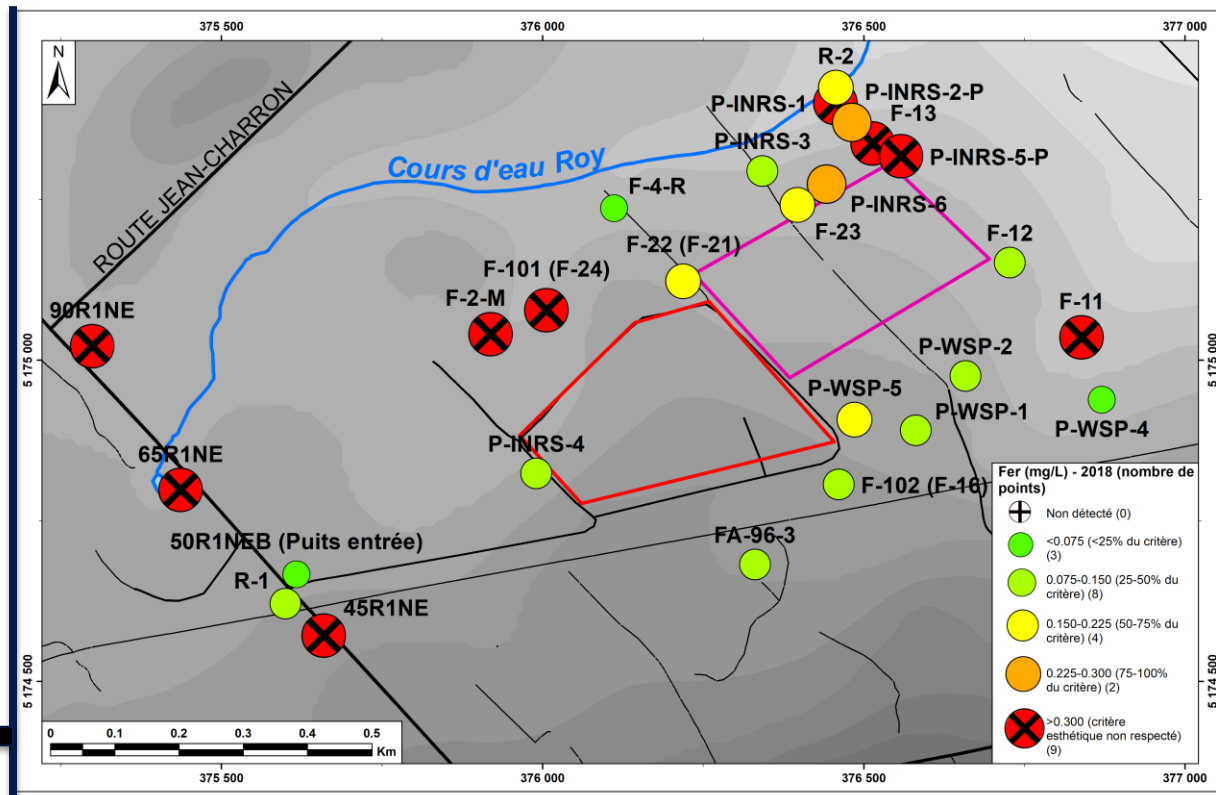 375 500
376 000
376 500
377 000
N
ROUTE JEAN-CHARRON
Cours d'eau Roy
R-2
P-INRS-1
P-INRS-2-P
F-13
P-INRS-3
P-INRS-5-P
F-4-R
P-INRS-6
F-23
F-22 (F-21)
F-12
F-101 (F-24)
F-2-M
F-11
90R1NE
5 175 000
5 175 000
P-WSP-2
P-WSP-5
P-WSP-1
P-WSP-4
65R1NE
P-INRS-4
F-102 (F-16)
50R1NEB (Puits entrée)
FA-96-3
R-1
45R1NE
5 174 500
5 174 500
Fer (mg/L) - 2018 (nombre de
points)
Non détecté (0)
<0.075 (<25% du
critère) (3)
0.075-0.150 (25-50% du
critère) (8)
0.150-0.225 (50-75% du
critère) (4)
0.225-0.300 (75-100%
du critère) (2)
>0.300 (critère
esthétique non respecté)
(9)
0 0.1 0.2 0.3 0.4 0.5
Km
375 500
376 000
376 500
377 000